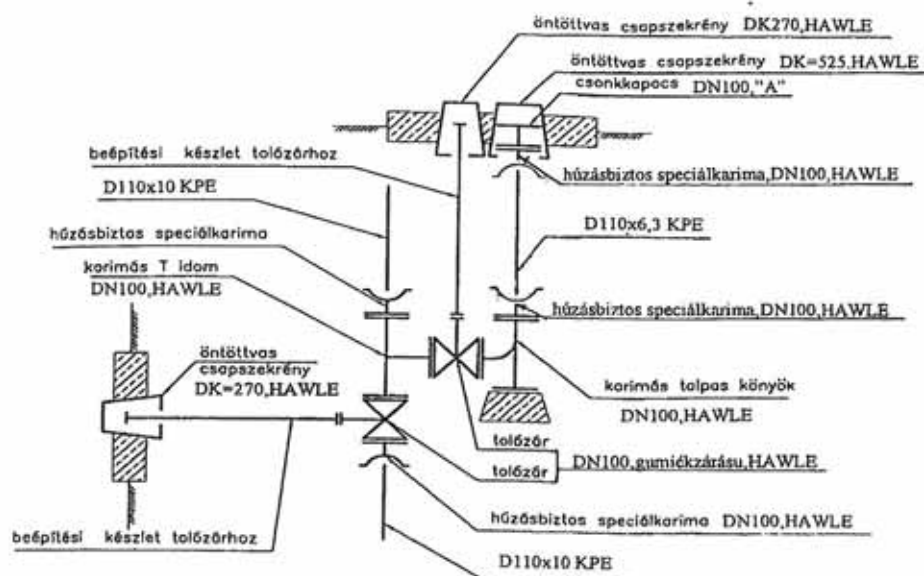 öntöttvas csapszekrény DK270,HAWLE
öntöttvas csapszekrény DK=525,HAWLE
csonkkapocs DN100,"A"
beépítési készlet tolózárhoz
húzásbiztos speciálkarima,DN100,HAWLE
D110x10 KPE
D110x6,3 KPE
húzásbiztos speciálkarima
karimás T idom
DN100,HAWLE
húzásbiztos speciálkarima,DN100,HAWLE
öntöttvas
csapszekrény
DK=270,HAWLE
karimás talpas könyök
DN100,HAWLE
tolózár
DN100,gumiékzárásu,HAWLE
tolózár
húzásbiztos speciálkarima DN100,HAWLE
beépítési készlet tolózárhoz
D110x10 KPE